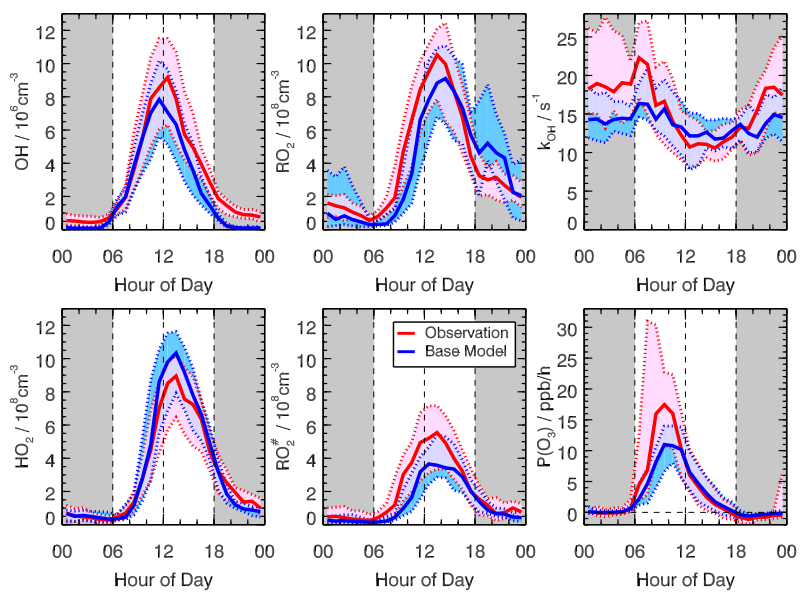 OH / 10⁶cm⁻³
12
10
8
6
4
2
0
00 06 12 18 00
Hour of Day
RO₂ / 10⁸cm⁻³
12
10
8
6
4
2
0
00 06 12 18 00
Hour of Day
k_OH / s⁻¹
25
20
15
10
5
0
00 06 12 18 00
Hour of Day
HO₂ / 10⁸cm⁻³
12
10
8
6
4
2
0
00 06 12 18 00
Hour of Day
RO₂^# / 10⁸cm⁻³
12
10
8
6
4
2
0
Observation
Base Model
00 06 12 18 00
Hour of Day
P(O₃) / ppb/h
30
25
20
15
10
5
0
00 06 12 18 00
Hour of Day